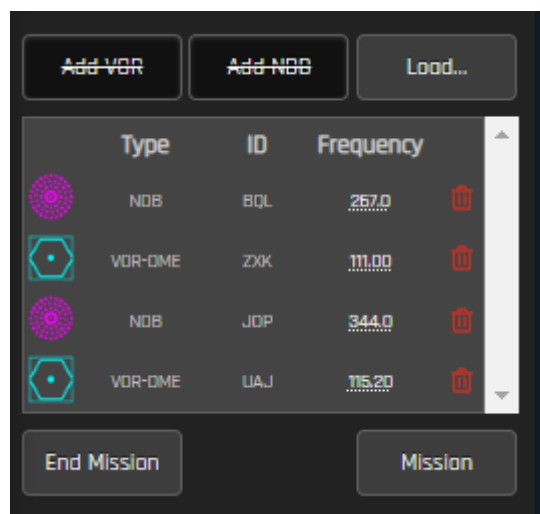 Add VOR Add NDB Load...
Type ID Frequency
NDB BQL 267.0
VOR-DME ZXK 111.00
NDB JOP 344.0
VOR-DME UAJ 115.20
End Mission Mission